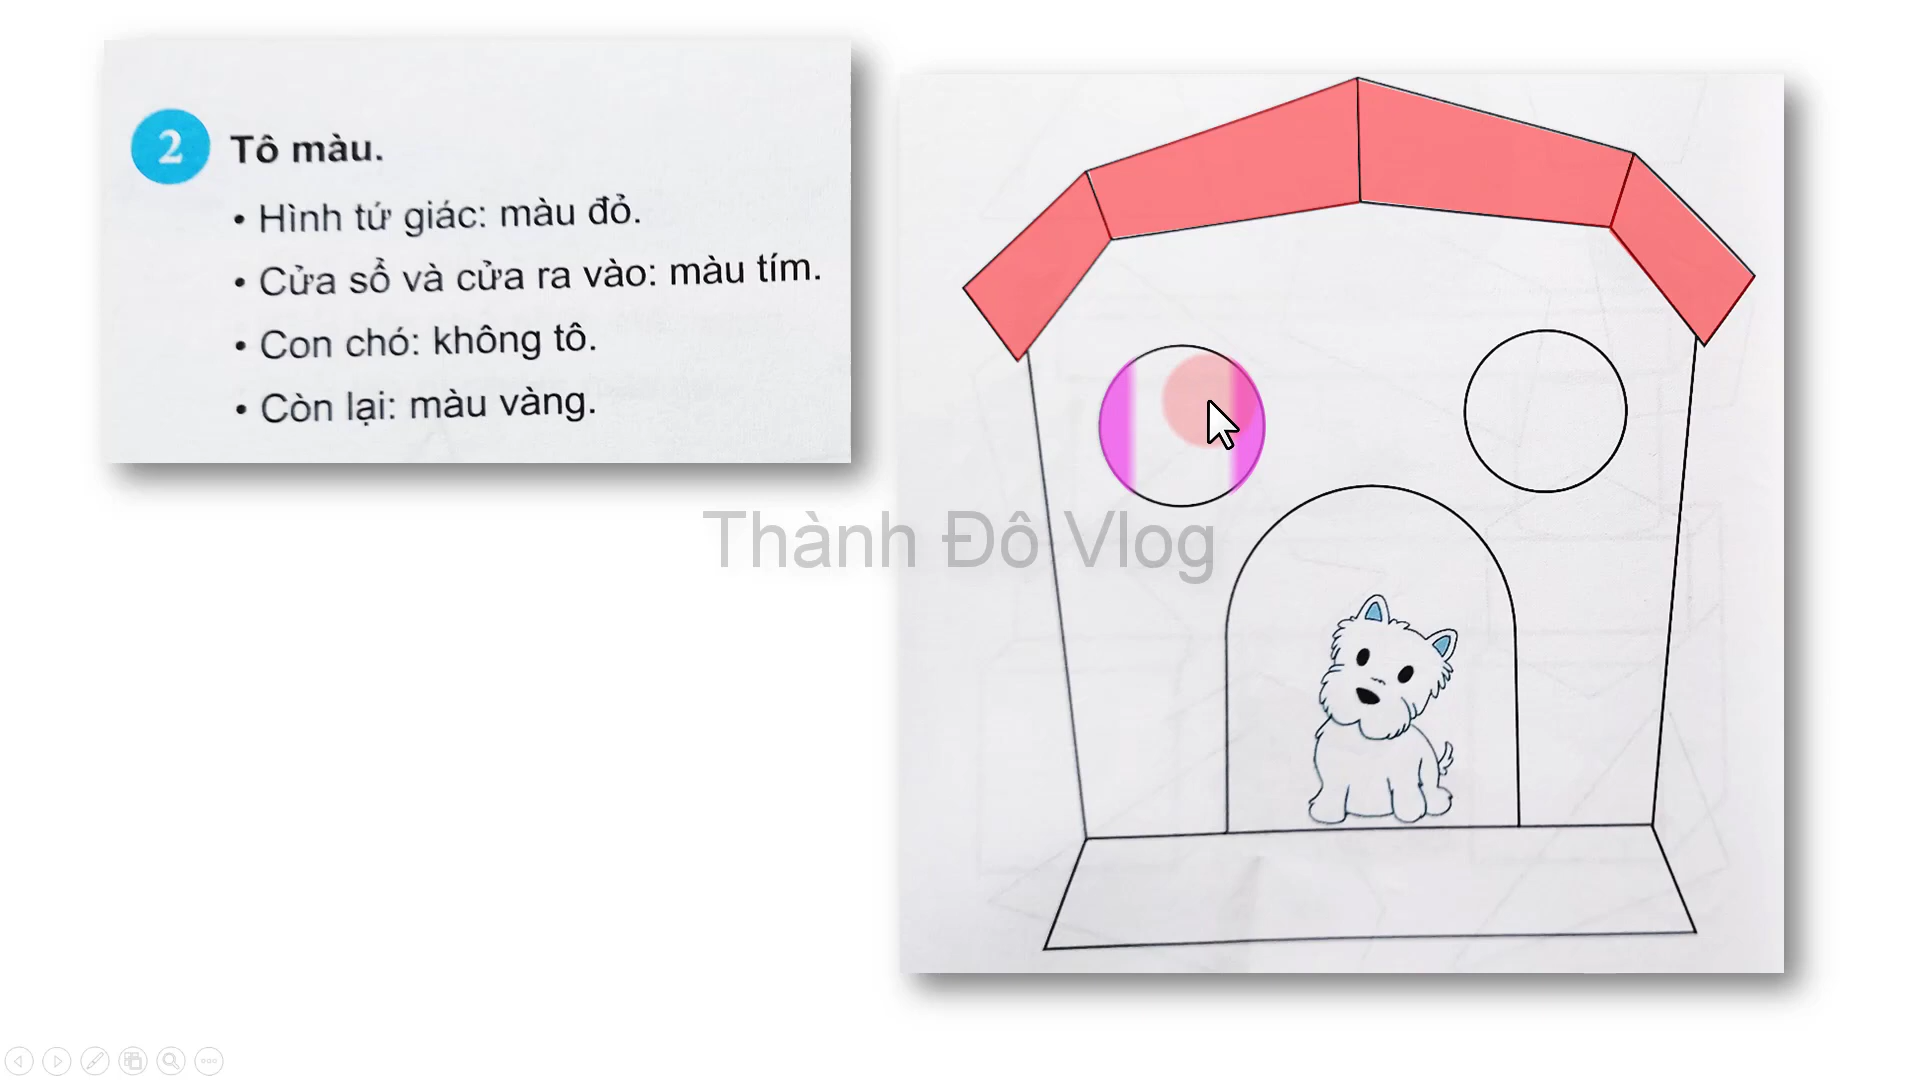 2 Tô màu.
• Hình tứ giác: màu đỏ.
• Cửa sổ và cửa ra vào: màu tím.
• Con chó: không tô.
• Còn lại: màu vàng.
Thành Đô Vlog